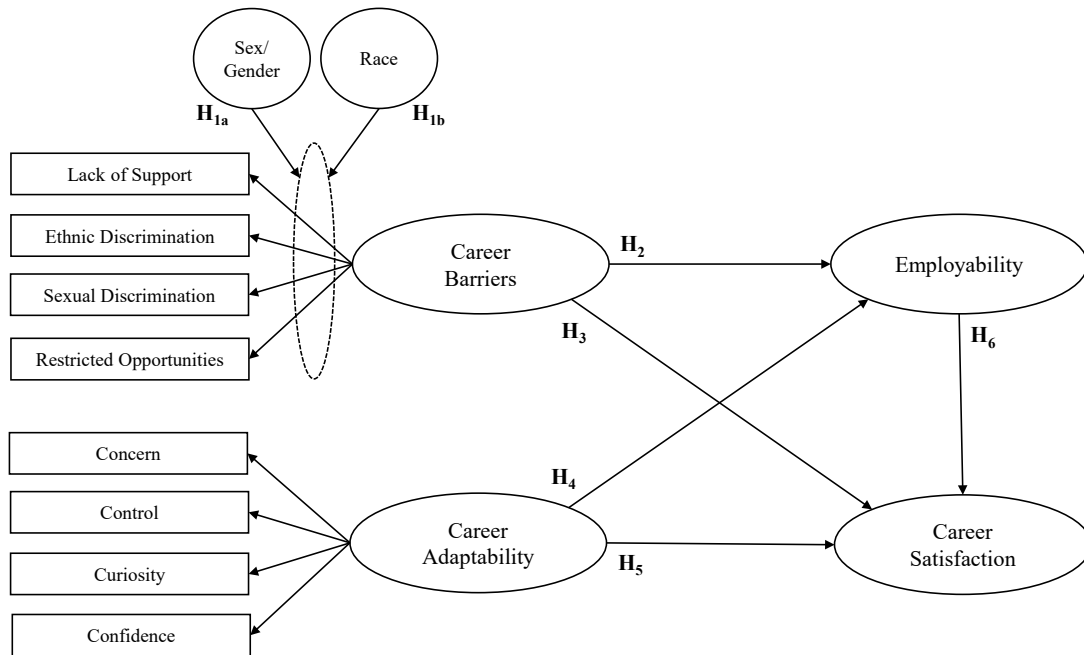 Sex/
Gender
Race
H1a
H1b
Lack of Support
Ethnic Discrimination
Sexual Discrimination
Restricted Opportunities
Career
Barriers
H2
Employability
H3
H6
Concern
Control
Curiosity
Confidence
Career
Adaptability
H4
H5
Career
Satisfaction